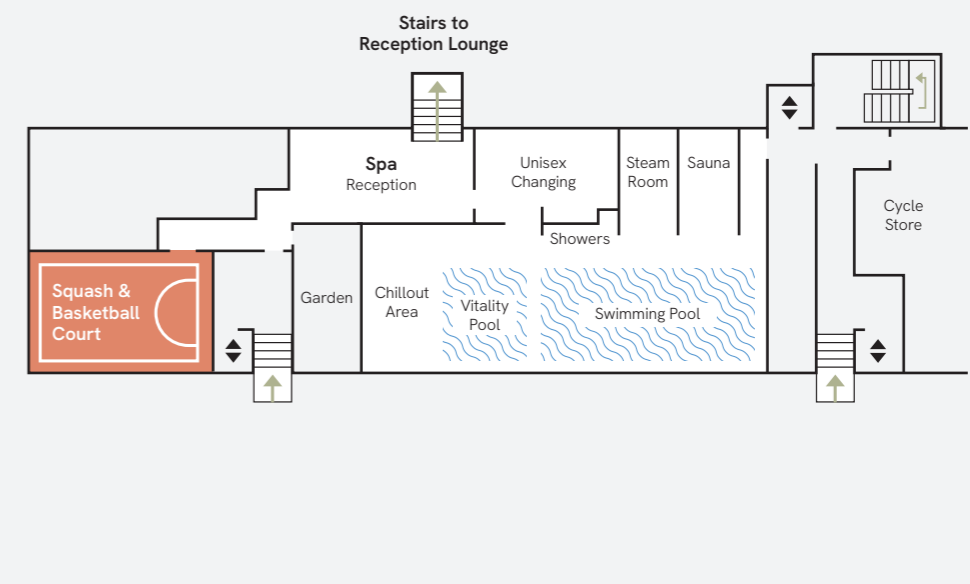 Stairs to
Reception Lounge
Spa
Reception
Unisex
Changing
Steam
Room
Sauna
Cycle
Store
Showers
Squash &
Basketball
Court
Garden
Chillout
Area
Vitality
Pool
Swimming Pool